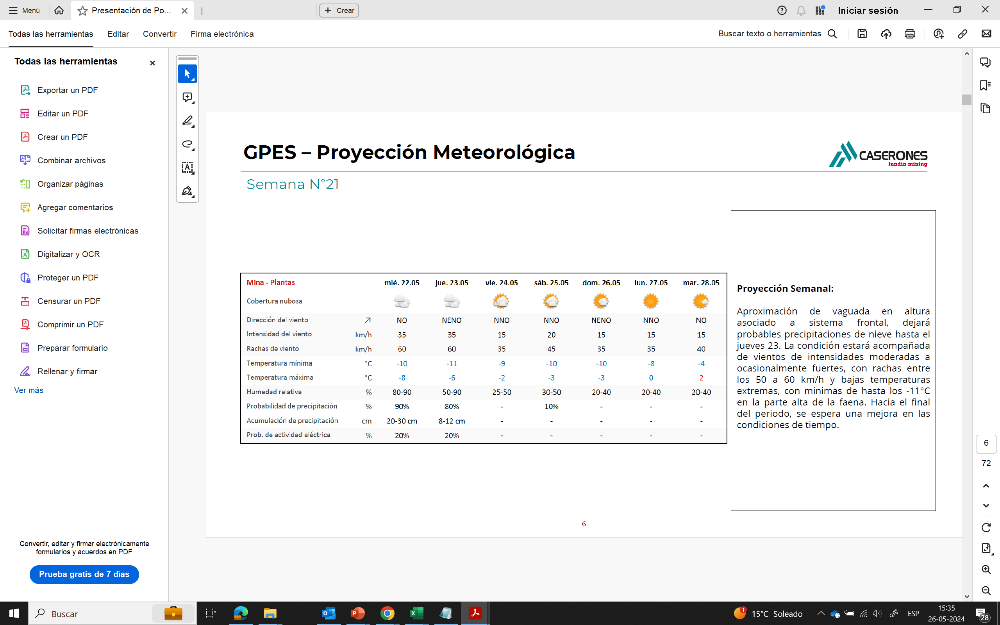 Menú
Presentación de Po...
Crear
Iniciar sesión
Todas las herramientas
Editar
Convertir
Firma electrónica
Buscar texto o herramientas
Todas las herramientas
Exportar un PDF
Editar un PDF
Crear un PDF
Combinar archivos
Organizar páginas
Agregar comentarios
Solicitar firmas electrónicas
Digitalizar y OCR
Proteger un PDF
Censurar un PDF
Comprimir un PDF
Preparar formulario
Rellenar y firmar
Ver más
Convertir, editar y firmar electrónicamente
formularios y acuerdos en PDF
Prueba gratis de 7 días
GPES – Proyección Meteorológica
CASERONES
lundin mining
Semana N°21
Mina - Plantas mié. 22.05 jue. 23.05 vie. 24.05 sáb. 25.05 dom. 26.05 lun. 27.05 mar. 28.05
Cobertura nubosa
Dirección del viento NO NENO NNO NNO NENO NNO NO
Intensidad del viento km/h 35 35 15 20 15 15 15
Rachas de viento km/h 60 60 35 45 35 35 40
Temperatura mínima °C -10 -11 -9 -10 -10 -8 -4
Temperatura máxima °C -8 -6 -2 -3 -3 0 2
Humedad relativa % 80-90 50-90 25-50 30-50 20-40 20-40 20-40
Probabilidad de precipitación % 90% 80% - 10% - - -
Acumulación de precipitación cm 20-30 cm 8-12 cm - - - - -
Prob. de actividad eléctrica % 20% 20% - - - - -
Proyección Semanal:
Aproximación de vaguada en altura
asociado a sistema frontal, dejará
probables precipitaciones de nieve hasta el
jueves 23. La condición estará acompañada
de vientos de intensidades moderadas a
ocasionalmente fuertes, con rachas entre
los 50 a 60 km/h y bajas temperaturas
extremas, con mínimas de hasta los -11°C
en la parte alta de la faena. Hacia el final
del periodo, se espera una mejora en las
condiciones de tiempo.
6
6
72
Buscar
1
15°C Soleado
ESP
15:35
26-05-2024
28